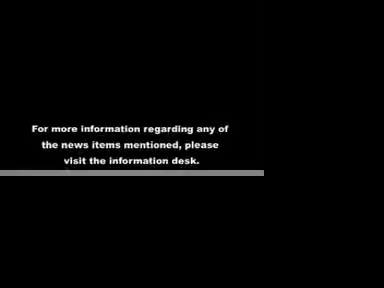 For more information regarding any of
the news items mentioned, please
visit the information desk.